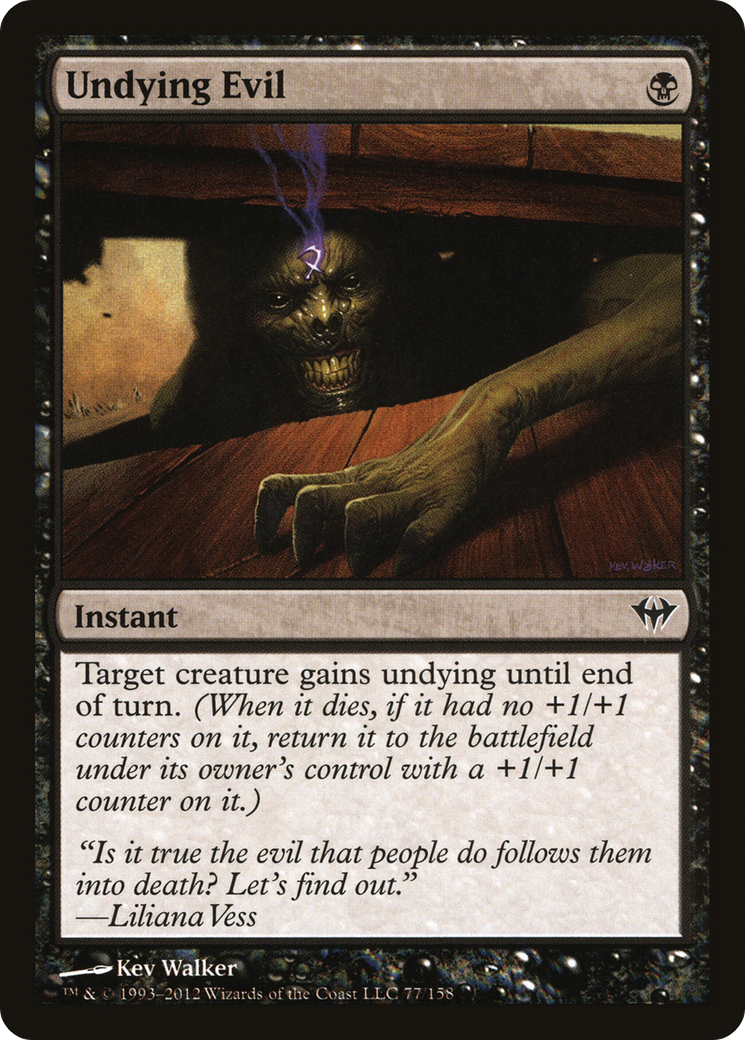 Undying Evil
KEV WALKER
Instant
Target creature gains undying until end
of turn. (When it dies, if it had no +1/+1
counters on it, return it to the battlefield
under its owner's control with a +1/+1
counter on it.)
“Is it true the evil that people do follows them
into death? Let's find out.”
—Liliana Vess
Kev Walker
™ & © 1993–2012 Wizards of the Coast LLC 77/158